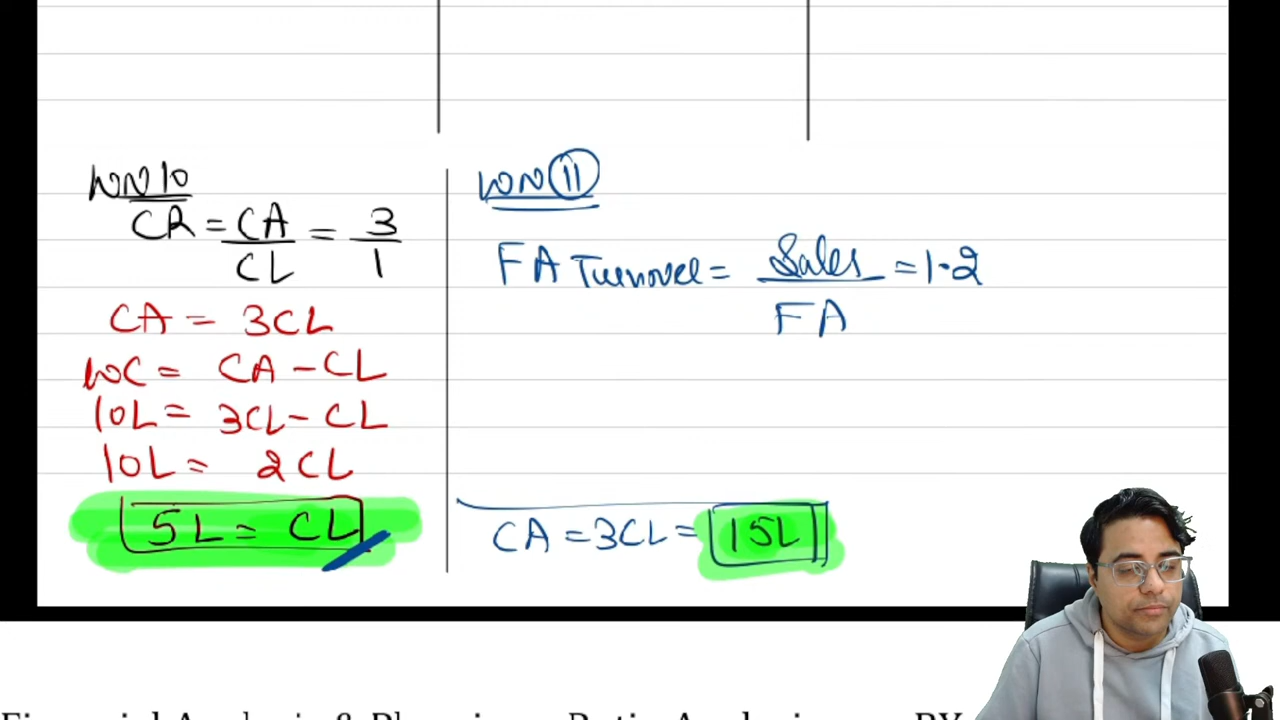 WN 10
CR = CA / CL = 3 / 1
CA = 3CL
WC = CA - CL
10L = 3CL - CL
10L = 2CL
5L = CL
WN 11
FA Turnover = Sales / FA = 1.2
CA = 3CL = 15L